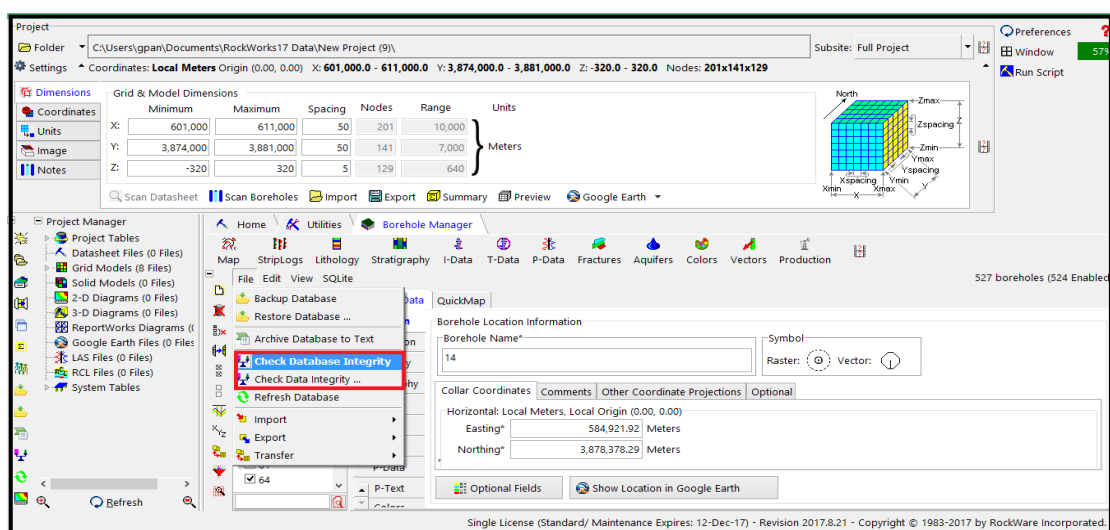 Project
Folder C:\Users\gpan\Documents\RockWorks17 Data\New Project (9)\ Subsite: Full Project Preferences ?
Window 57%
Settings Coordinates: Local Meters Origin (0.00, 0.00) X: 601,000.0 - 611,000.0 Y: 3,874,000.0 - 3,881,000.0 Z: -320.0 - 320.0 Nodes: 201x141x129
Run Script
Dimensions
Coordinates
Units
Image
Notes
Grid & Model Dimensions
Minimum Maximum Spacing Nodes Range Units
X: 601,000 611,000 50 201 10,000
Y: 3,874,000 3,881,000 50 141 7,000 Meters
Z: -320 320 5 129 640
North
Zmax
Zspacing Z
Zmin
Ymax
Yspacing
Xspacing Ymin
Xmin Xmax Y
X
Scan Datasheet Scan Boreholes Import Export Summary Preview Google Earth
Project Manager
Project Tables
Datasheet Files (0 Files)
Grid Models (8 Files)
Solid Models (0 Files)
2-D Diagrams (0 Files)
3-D Diagrams (0 Files)
ReportWorks Diagrams ((
Google Earth Files (0 Files
LAS Files (0 Files)
RCL Files (0 Files)
System Tables
Refresh
Home Utilities Borehole Manager
Map StripLogs Lithology Stratigraphy I-Data T-Data P-Data Fractures Aquifers Colors Vectors Production
File Edit View SQLite
527 boreholes (524 Enabled
Backup Database
Restore Database ...
Archive Database to Text
Check Database Integrity
Check Data Integrity ...
Refresh Database
Import
Export
Transfer
64
P-Data
P-Text
Colors
Data QuickMap
Borehole Location Information
Borehole Name*
14
Symbol
Raster: Vector:
Collar Coordinates Comments Other Coordinate Projections Optional
Horizontal: Local Meters, Local Origin (0.00, 0.00)
Easting* 584,921.92 Meters
Northing* 3,878,378.29 Meters
Optional Fields Show Location in Google Earth
Single License (Standard/ Maintenance Expires: 12-Dec-17) - Revision 2017.8.21 - Copyright © 1983-2017 by RockWare Incorporated.